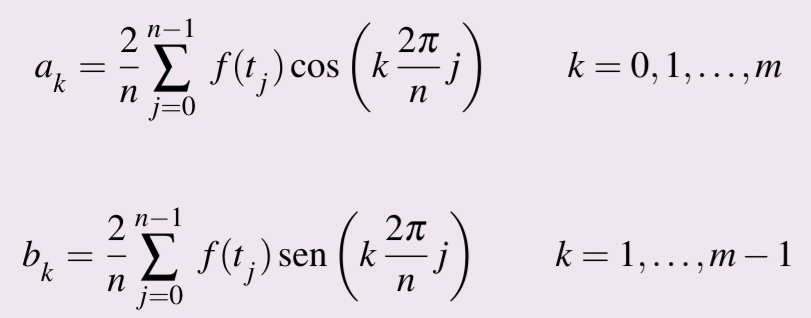 a_k = \frac{2}{n} \sum_{j=0}^{n-1} f(t_j) \cos \left( k \frac{2\pi}{n} j \right) \qquad k = 0, 1, \ldots, m
b_k = \frac{2}{n} \sum_{j=0}^{n-1} f(t_j) \operatorname{sen} \left( k \frac{2\pi}{n} j \right) \qquad k = 1, \ldots, m - 1